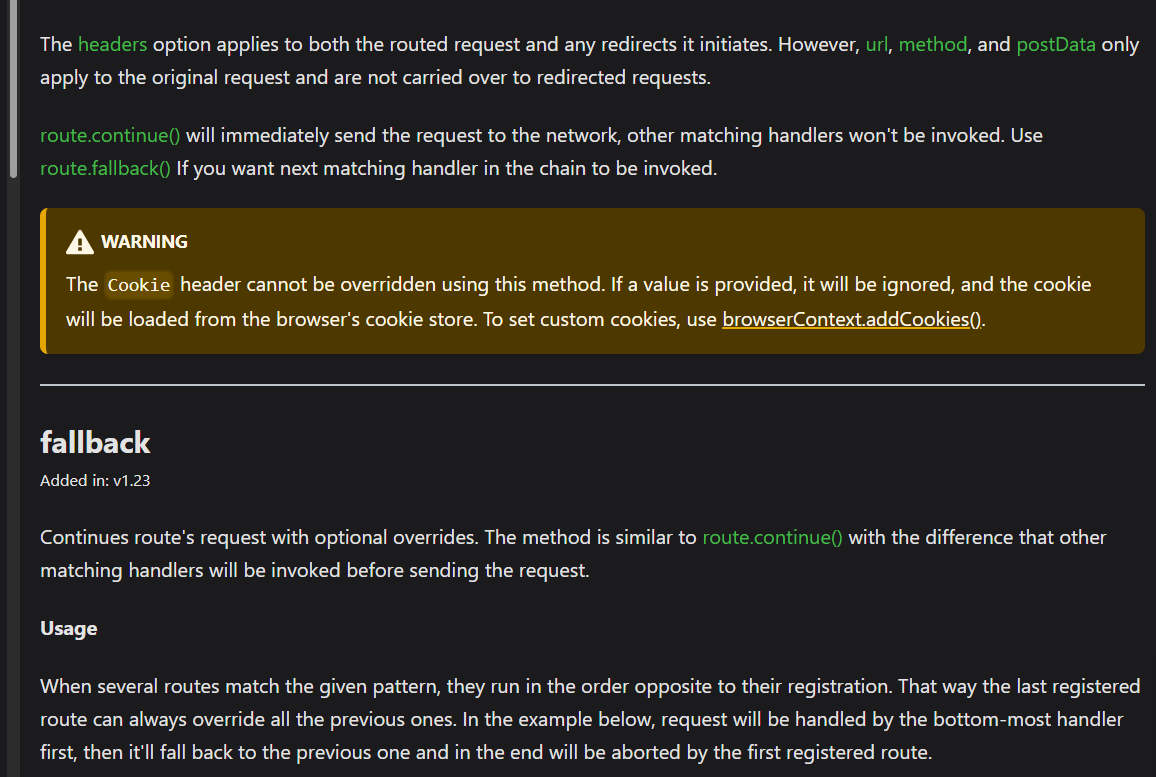 The headers option applies to both the routed request and any redirects it initiates. However, url, method, and postData only
apply to the original request and are not carried over to redirected requests.
route.continue() will immediately send the request to the network, other matching handlers won't be invoked. Use
route.fallback() If you want next matching handler in the chain to be invoked.
WARNING
The Cookie header cannot be overridden using this method. If a value is provided, it will be ignored, and the cookie
will be loaded from the browser's cookie store. To set custom cookies, use browserContext.addCookies().
fallback
Added in: v1.23
Continues route's request with optional overrides. The method is similar to route.continue() with the difference that other
matching handlers will be invoked before sending the request.
Usage
When several routes match the given pattern, they run in the order opposite to their registration. That way the last registered
route can always override all the previous ones. In the example below, request will be handled by the bottom-most handler
first, then it'll fall back to the previous one and in the end will be aborted by the first registered route.